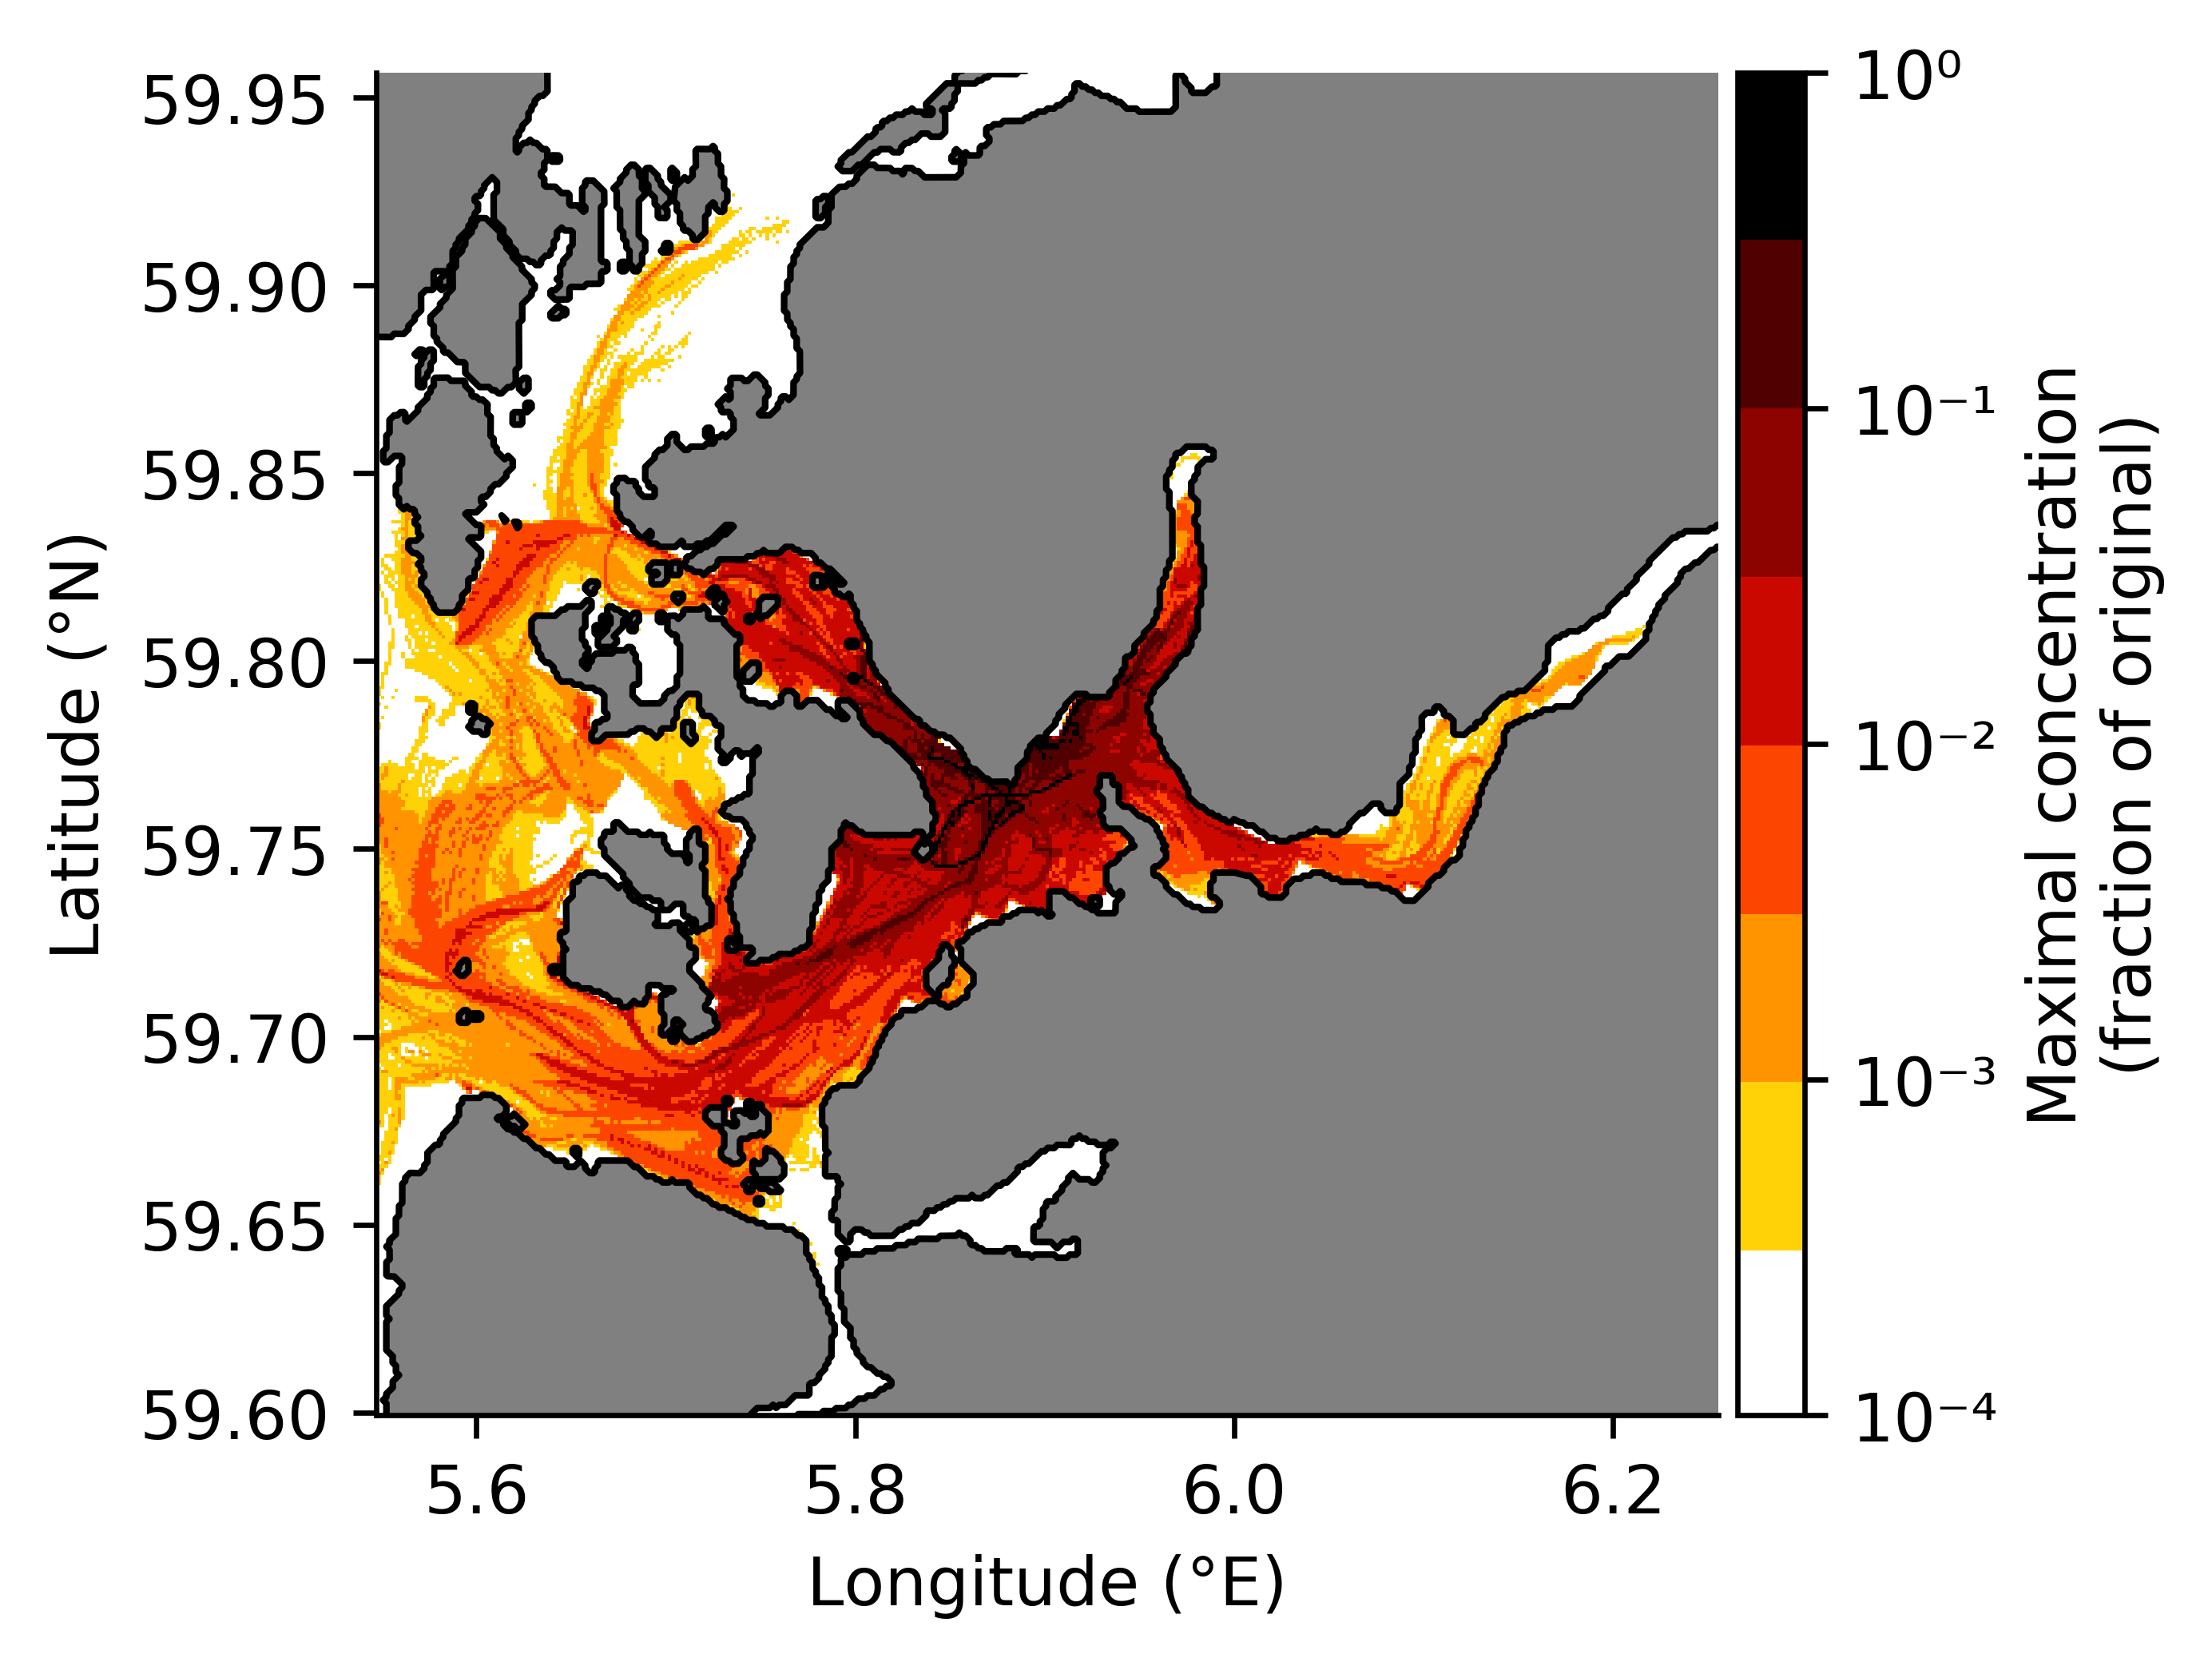 59.95
59.90
59.85
59.80
59.75
59.70
59.65
59.60
Latitude (°N)
5.6 5.8 6.0 6.2
Longitude (°E)
10⁰
10⁻¹
10⁻²
10⁻³
10⁻⁴
Maximal concentration
(fraction of original)